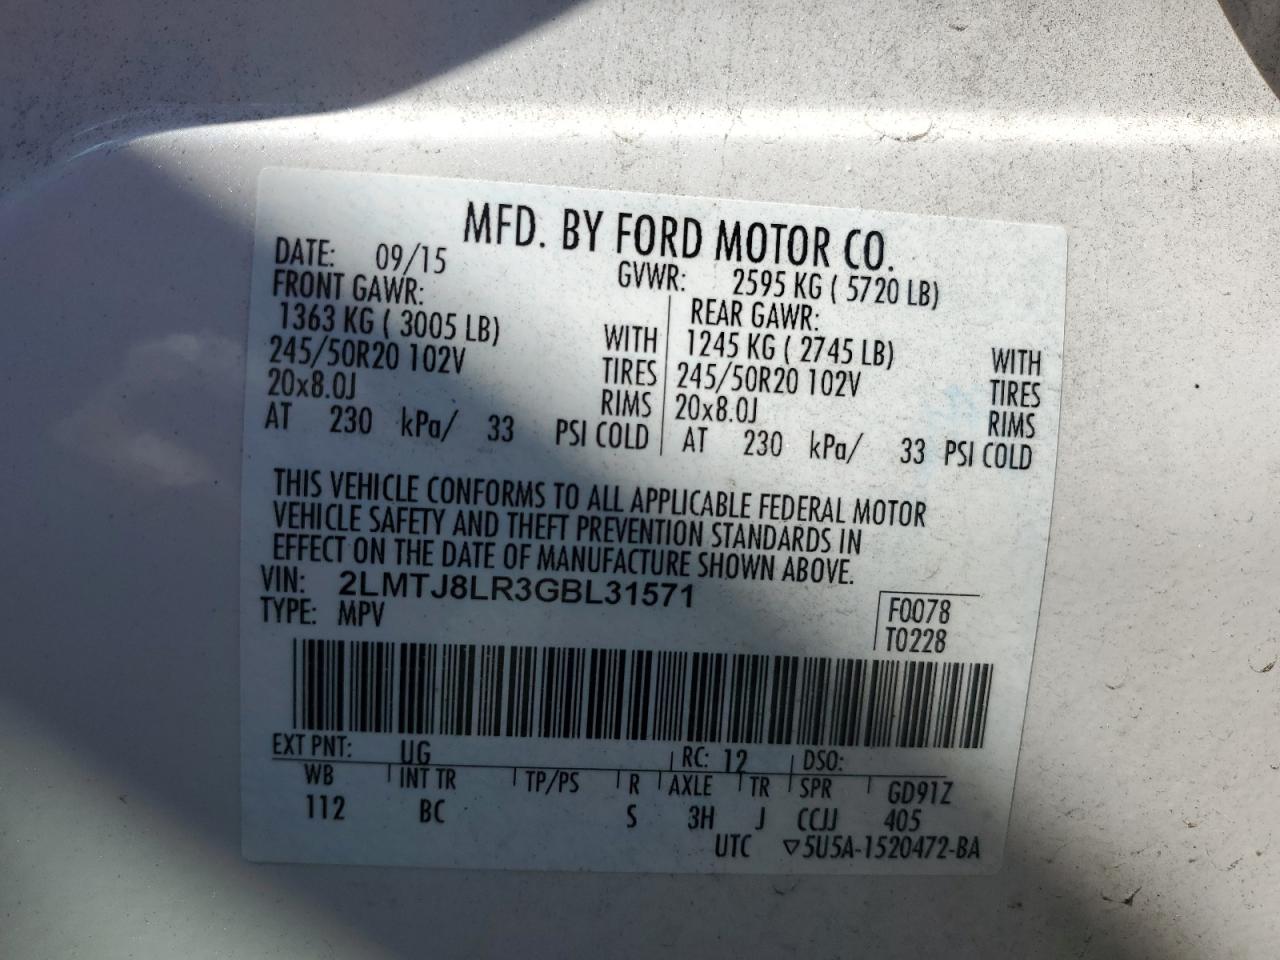 MFD. BY FORD MOTOR CO.
DATE: 09/15 GVWR: 2595 KG ( 5720 LB)
FRONT GAWR: REAR GAWR:
1363 KG ( 3005 LB) WITH 1245 KG ( 2745 LB) WITH
245/50R20 102V TIRES 245/50R20 102V TIRES
20x8.0J RIMS 20x8.0J RIMS
AT 230 kPa/ 33 PSI COLD AT 230 kPa/ 33 PSI COLD
THIS VEHICLE CONFORMS TO ALL APPLICABLE FEDERAL MOTOR
VEHICLE SAFETY AND THEFT PREVENTION STANDARDS IN
EFFECT ON THE DATE OF MANUFACTURE SHOWN ABOVE.
VIN: 2LMTJ8LR3GBL31571
TYPE: MPV F0078
T0228
EXT PNT: UG RC: 12 DSO:
WB INT TR TP/PS R AXLE TR SPR GD91Z
112 BC S 3H J CCJJ 405
UTC ▽5U5A-1520472-BA